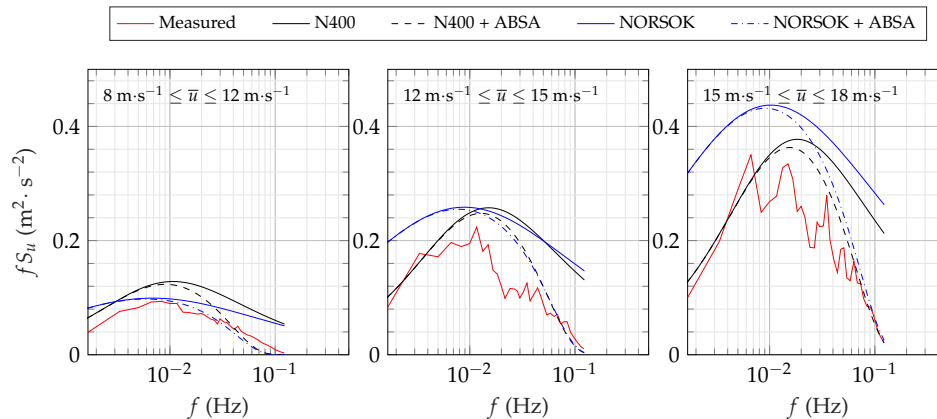 Measured N400 N400 + ABSA NORSOK NORSOK + ABSA
8 m·s⁻¹ ≤ u̅ ≤ 12 m·s⁻¹
12 m·s⁻¹ ≤ u̅ ≤ 15 m·s⁻¹
15 m·s⁻¹ ≤ u̅ ≤ 18 m·s⁻¹
f Sᵤ (m² · s⁻²)
0.4 0.4 0.4
0.2 0.2 0.2
0 0 0
10⁻² 10⁻¹ 10⁻² 10⁻¹ 10⁻² 10⁻¹
f (Hz) f (Hz) f (Hz)